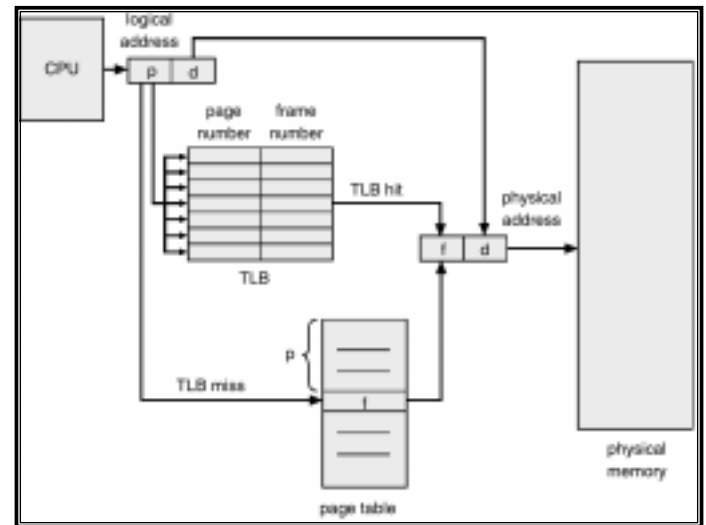 logical
address
CPU
p d
page frame
number number
TLB hit
physical
address
f d
TLB
p
TLB miss
f
physical
memory
page table